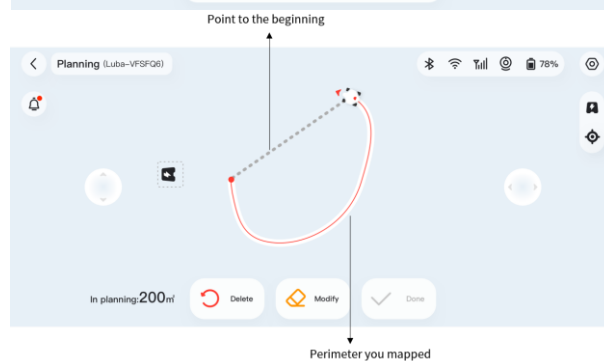 Point to the beginning
Planning (Luba-VFSFQ6)
78%
In planning:200㎡
Delete
Modify
Done
Perimeter you mapped